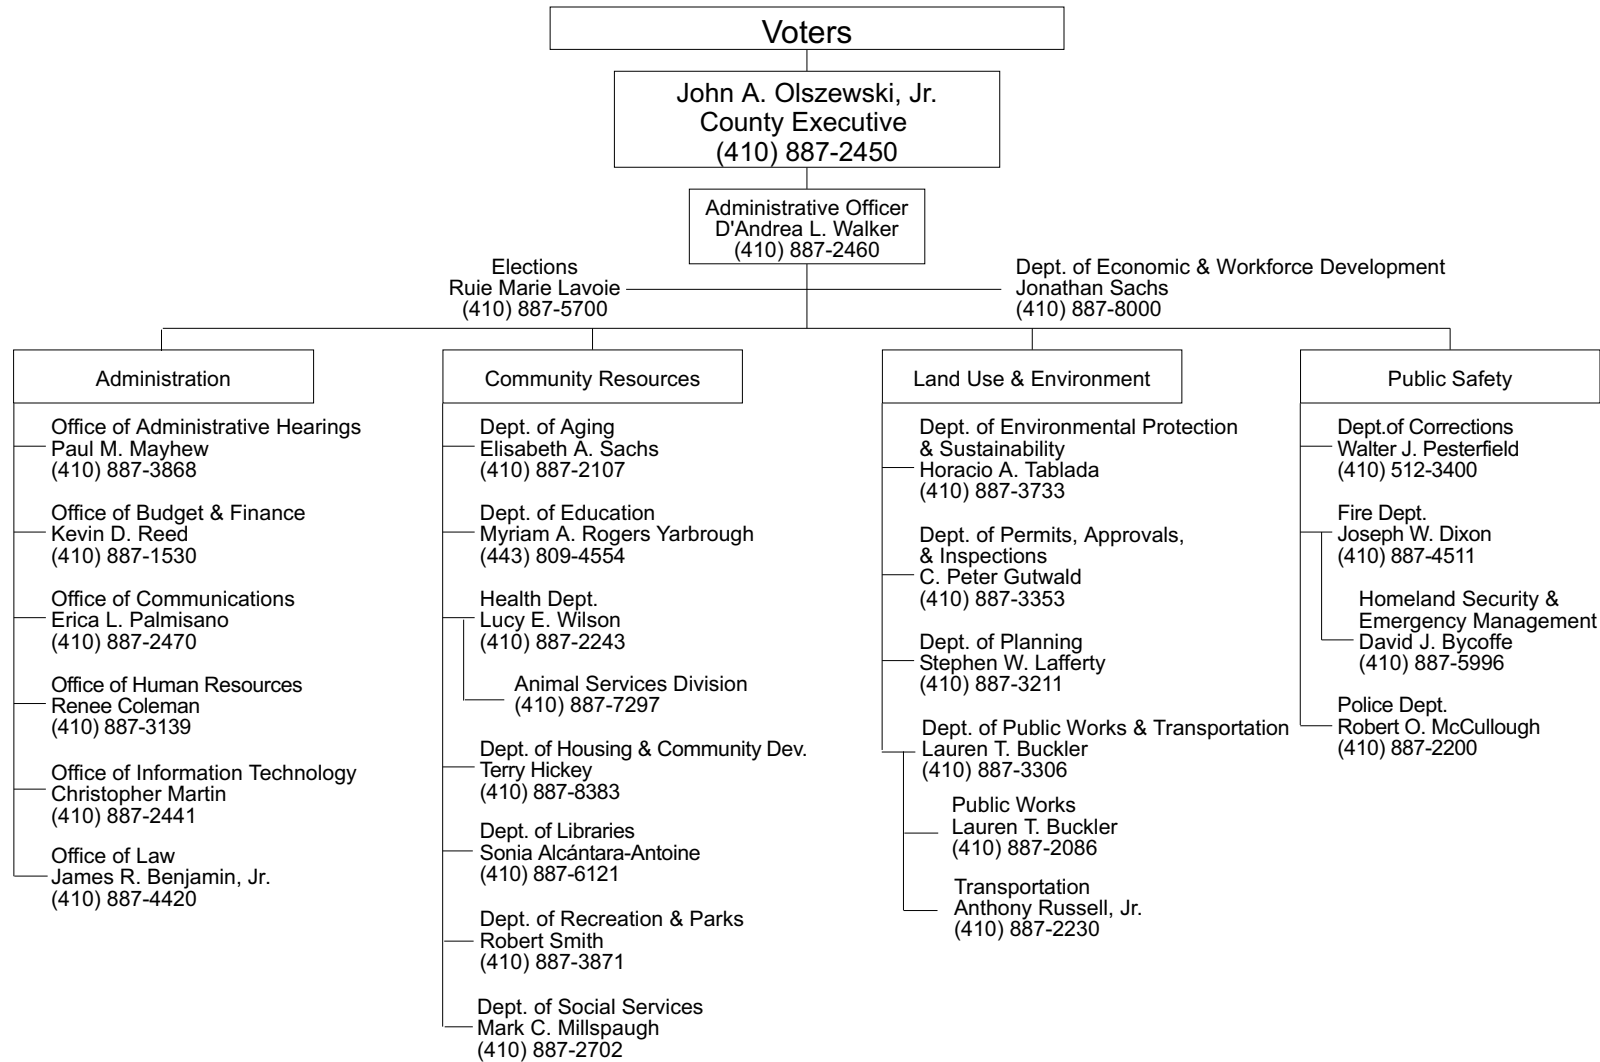 Voters
John A. Olszewski, Jr.
County Executive
(410) 887-2450
Administrative Officer
D'Andrea L. Walker
(410) 887-2460
Elections
Ruie Marie Lavoie
(410) 887-5700
Dept. of Economic & Workforce Development
Jonathan Sachs
(410) 887-8000
Administration
Office of Administrative Hearings
Paul M. Mayhew
(410) 887-3868
Office of Budget & Finance
Kevin D. Reed
(410) 887-1530
Office of Communications
Erica L. Palmisano
(410) 887-2470
Office of Human Resources
Renee Coleman
(410) 887-3139
Office of Information Technology
Christopher Martin
(410) 887-2441
Office of Law
James R. Benjamin, Jr.
(410) 887-4420
Community Resources
Dept. of Aging
Elisabeth A. Sachs
(410) 887-2107
Dept. of Education
Myriam A. Rogers Yarbrough
(443) 809-4554
Health Dept.
Lucy E. Wilson
(410) 887-2243
Animal Services Division
(410) 887-7297
Dept. of Housing & Community Dev.
Terry Hickey
(410) 887-8383
Dept. of Libraries
Sonia Alcántara-Antoine
(410) 887-6121
Dept. of Recreation & Parks
Robert Smith
(410) 887-3871
Dept. of Social Services
Mark C. Millspaugh
(410) 887-2702
Land Use & Environment
Dept. of Environmental Protection
& Sustainability
Horacio A. Tablada
(410) 887-3733
Dept. of Permits, Approvals,
& Inspections
C. Peter Gutwald
(410) 887-3353
Dept. of Planning
Stephen W. Lafferty
(410) 887-3211
Dept. of Public Works & Transportation
Lauren T. Buckler
(410) 887-3306
Public Works
Lauren T. Buckler
(410) 887-2086
Transportation
Anthony Russell, Jr.
(410) 887-2230
Public Safety
Dept.of Corrections
Walter J. Pesterfield
(410) 512-3400
Fire Dept.
Joseph W. Dixon
(410) 887-4511
Homeland Security &
Emergency Management
David J. Bycoffe
(410) 887-5996
Police Dept.
Robert O. McCullough
(410) 887-2200